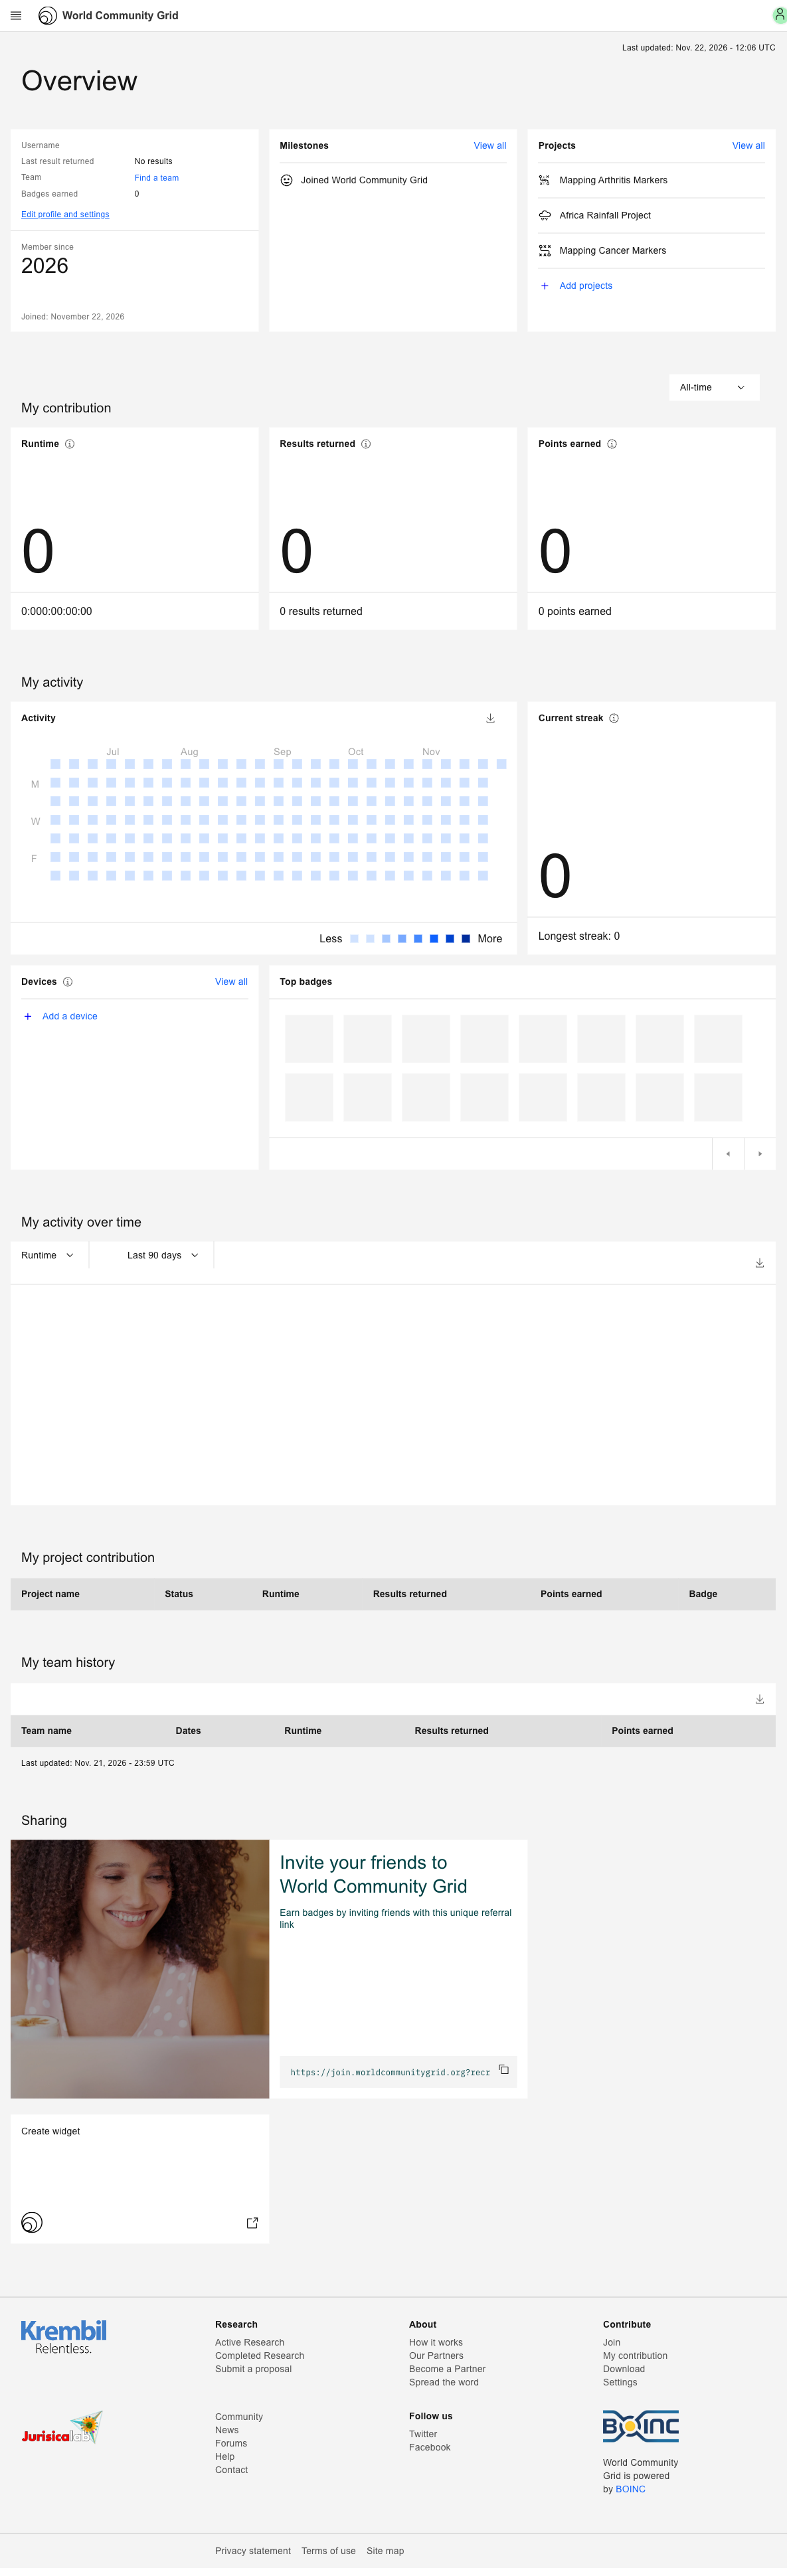 World Community Grid
Last updated: Nov. 22, 2026 - 12:06 UTC
Overview
Username
Last result returned No results
Team Find a team
Badges earned 0
Edit profile and settings
Member since
2026
Joined: November 22, 2026
Milestones View all
Joined World Community Grid
Projects View all
Mapping Arthritis Markers
Africa Rainfall Project
Mapping Cancer Markers
+ Add projects
All-time
My contribution
Runtime
0
0:000:00:00:00
Results returned
0
0 results returned
Points earned
0
0 points earned
My activity
Activity
Jul Aug Sep Oct Nov
M
W
F
Less More
Current streak
0
Longest streak: 0
Devices View all
+ Add a device
Top badges
My activity over time
Runtime Last 90 days
My project contribution
Project name Status Runtime Results returned Points earned Badge
My team history
Team name Dates Runtime Results returned Points earned
Last updated: Nov. 21, 2026 - 23:59 UTC
Sharing
Invite your friends to
World Community Grid
Earn badges by inviting friends with this unique referral
link
https://join.worldcommunitygrid.org?recr
Create widget
Krembil
Relentless.
Research
Active Research
Completed Research
Submit a proposal
About
How it works
Our Partners
Become a Partner
Spread the word
Contribute
Join
My contribution
Download
Settings
Jurisicalab
Community
News
Forums
Help
Contact
Follow us
Twitter
Facebook
BOINC
World Community
Grid is powered
by BOINC
Privacy statement Terms of use Site map